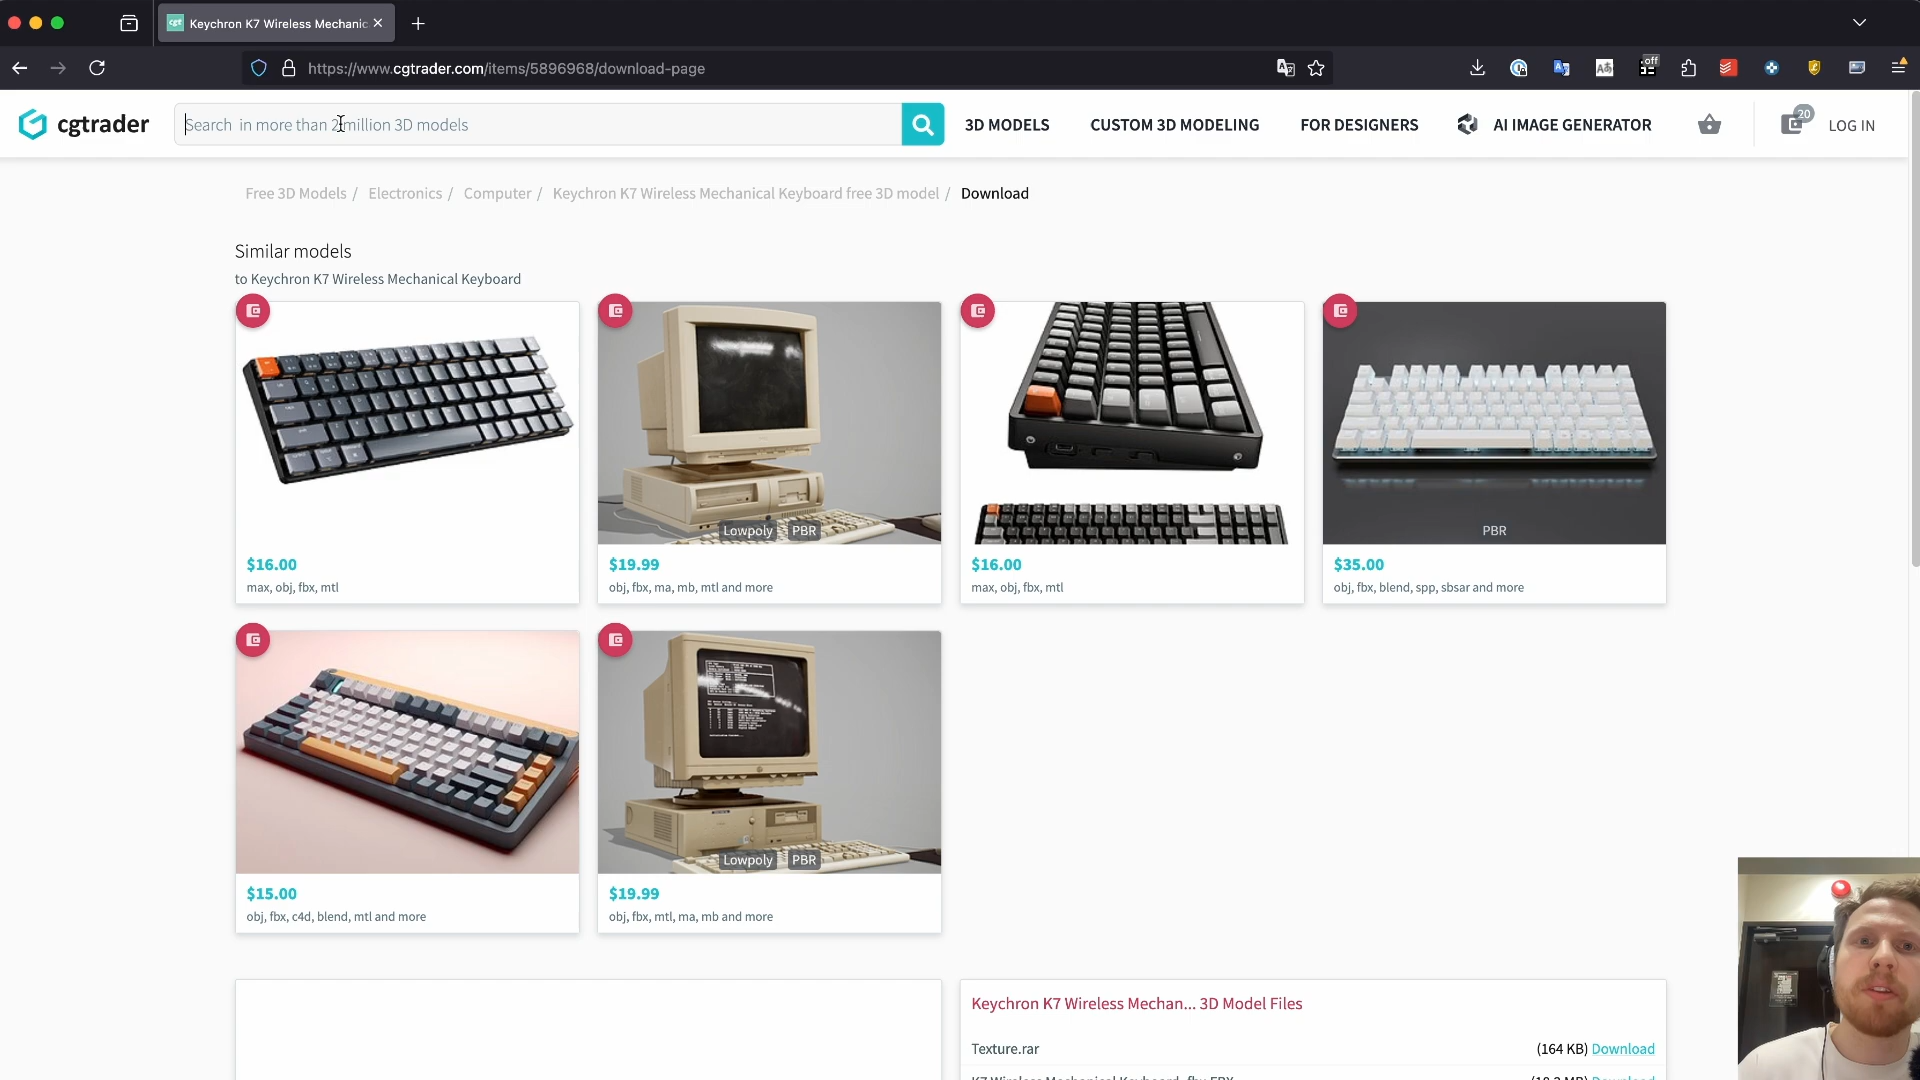 Keychron K7 Wireless Mechanic
https://www.cgtrader.com/items/5896968/download-page
off
cgtrader
Search in more than 2 million 3D models
3D MODELS
CUSTOM 3D MODELING
FOR DESIGNERS
AI IMAGE GENERATOR
20
LOG IN
Free 3D Models / Electronics / Computer / Keychron K7 Wireless Mechanical Keyboard free 3D model / Download
Similar models
to Keychron K7 Wireless Mechanical Keyboard
Lowpoly PBR
PBR
$16.00
$19.99
$16.00
$35.00
max, obj, fbx, mtl
obj, fbx, ma, mb, mtl and more
max, obj, fbx, mtl
obj, fbx, blend, spp, sbsar and more
Lowpoly PBR
$15.00
$19.99
obj, fbx, c4d, blend, mtl and more
obj, fbx, mtl, ma, mb and more
Keychron K7 Wireless Mechan... 3D Model Files
Texture.rar
(164 KB) Download